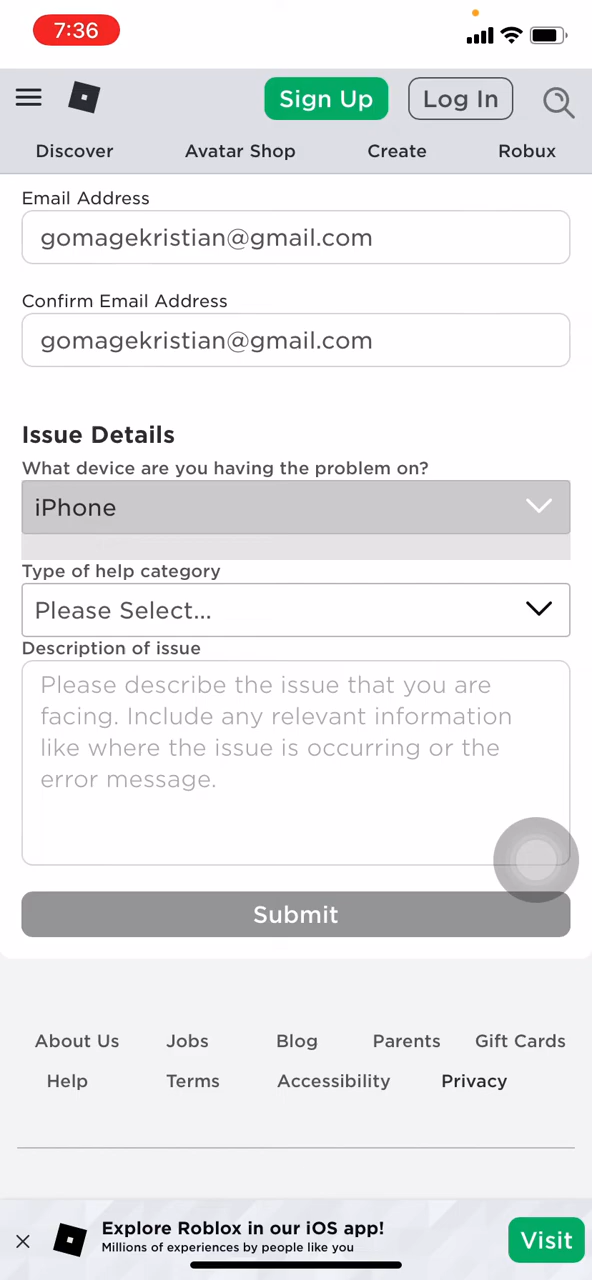 7:36
Sign Up
Log In
Discover
Avatar Shop
Create
Robux
Email Address
gomagekristian@gmail.com
Confirm Email Address
gomagekristian@gmail.com
Issue Details
What device are you having the problem on?
iPhone
Type of help category
Please Select...
Description of issue
Please describe the issue that you are
facing. Include any relevant information
like where the issue is occurring or the
error message.
Submit
About Us
Jobs
Blog
Parents
Gift Cards
Help
Terms
Accessibility
Privacy
Explore Roblox in our iOS app!
Millions of experiences by people like you
Visit